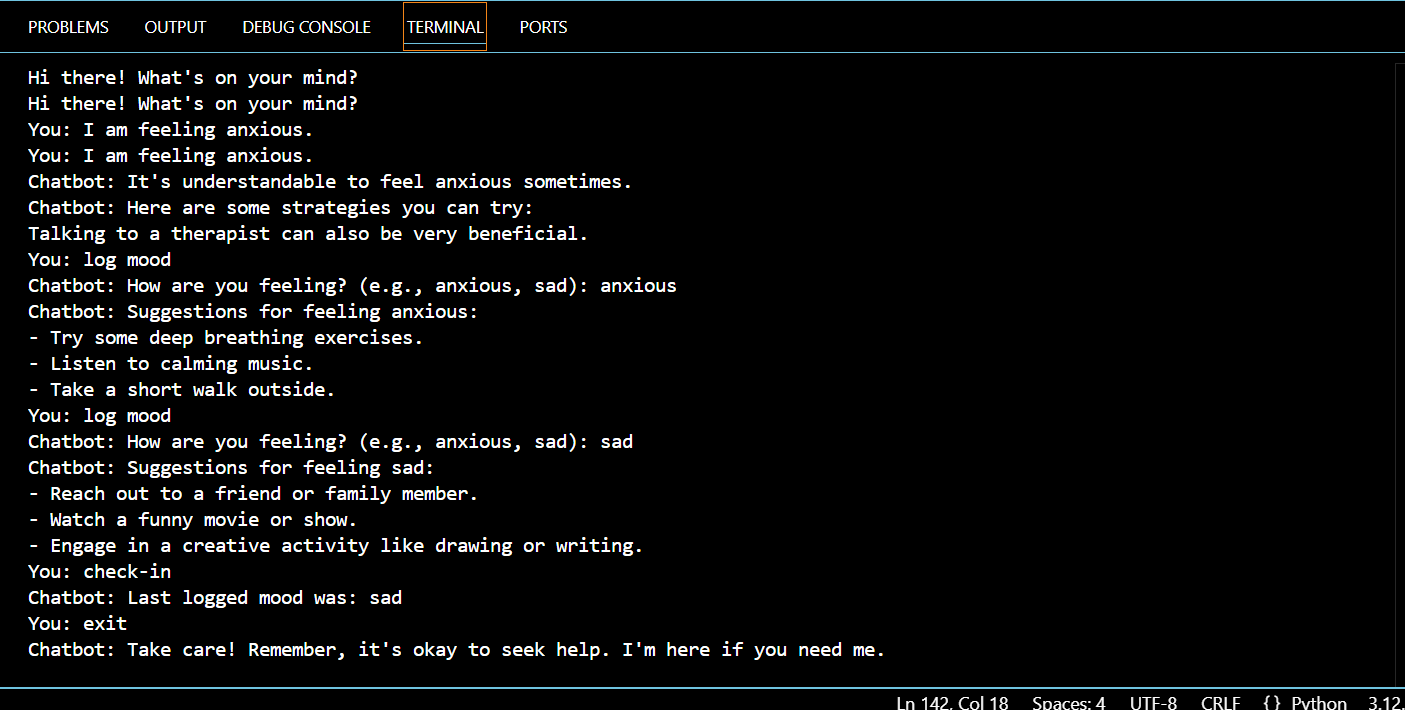 PROBLEMS OUTPUT DEBUG CONSOLE TERMINAL PORTS
Hi there! What's on your mind?
Hi there! What's on your mind?
You: I am feeling anxious.
You: I am feeling anxious.
Chatbot: It's understandable to feel anxious sometimes.
Chatbot: Here are some strategies you can try:
Talking to a therapist can also be very beneficial.
You: log mood
Chatbot: How are you feeling? (e.g., anxious, sad): anxious
Chatbot: Suggestions for feeling anxious:
- Try some deep breathing exercises.
- Listen to calming music.
- Take a short walk outside.
You: log mood
Chatbot: How are you feeling? (e.g., anxious, sad): sad
Chatbot: Suggestions for feeling sad:
- Reach out to a friend or family member.
- Watch a funny movie or show.
- Engage in a creative activity like drawing or writing.
You: check-in
Chatbot: Last logged mood was: sad
You: exit
Chatbot: Take care! Remember, it's okay to seek help. I'm here if you need me.
Ln 142, Col 18 Spaces: 4 UTF-8 CRLF {} Python 3.12.